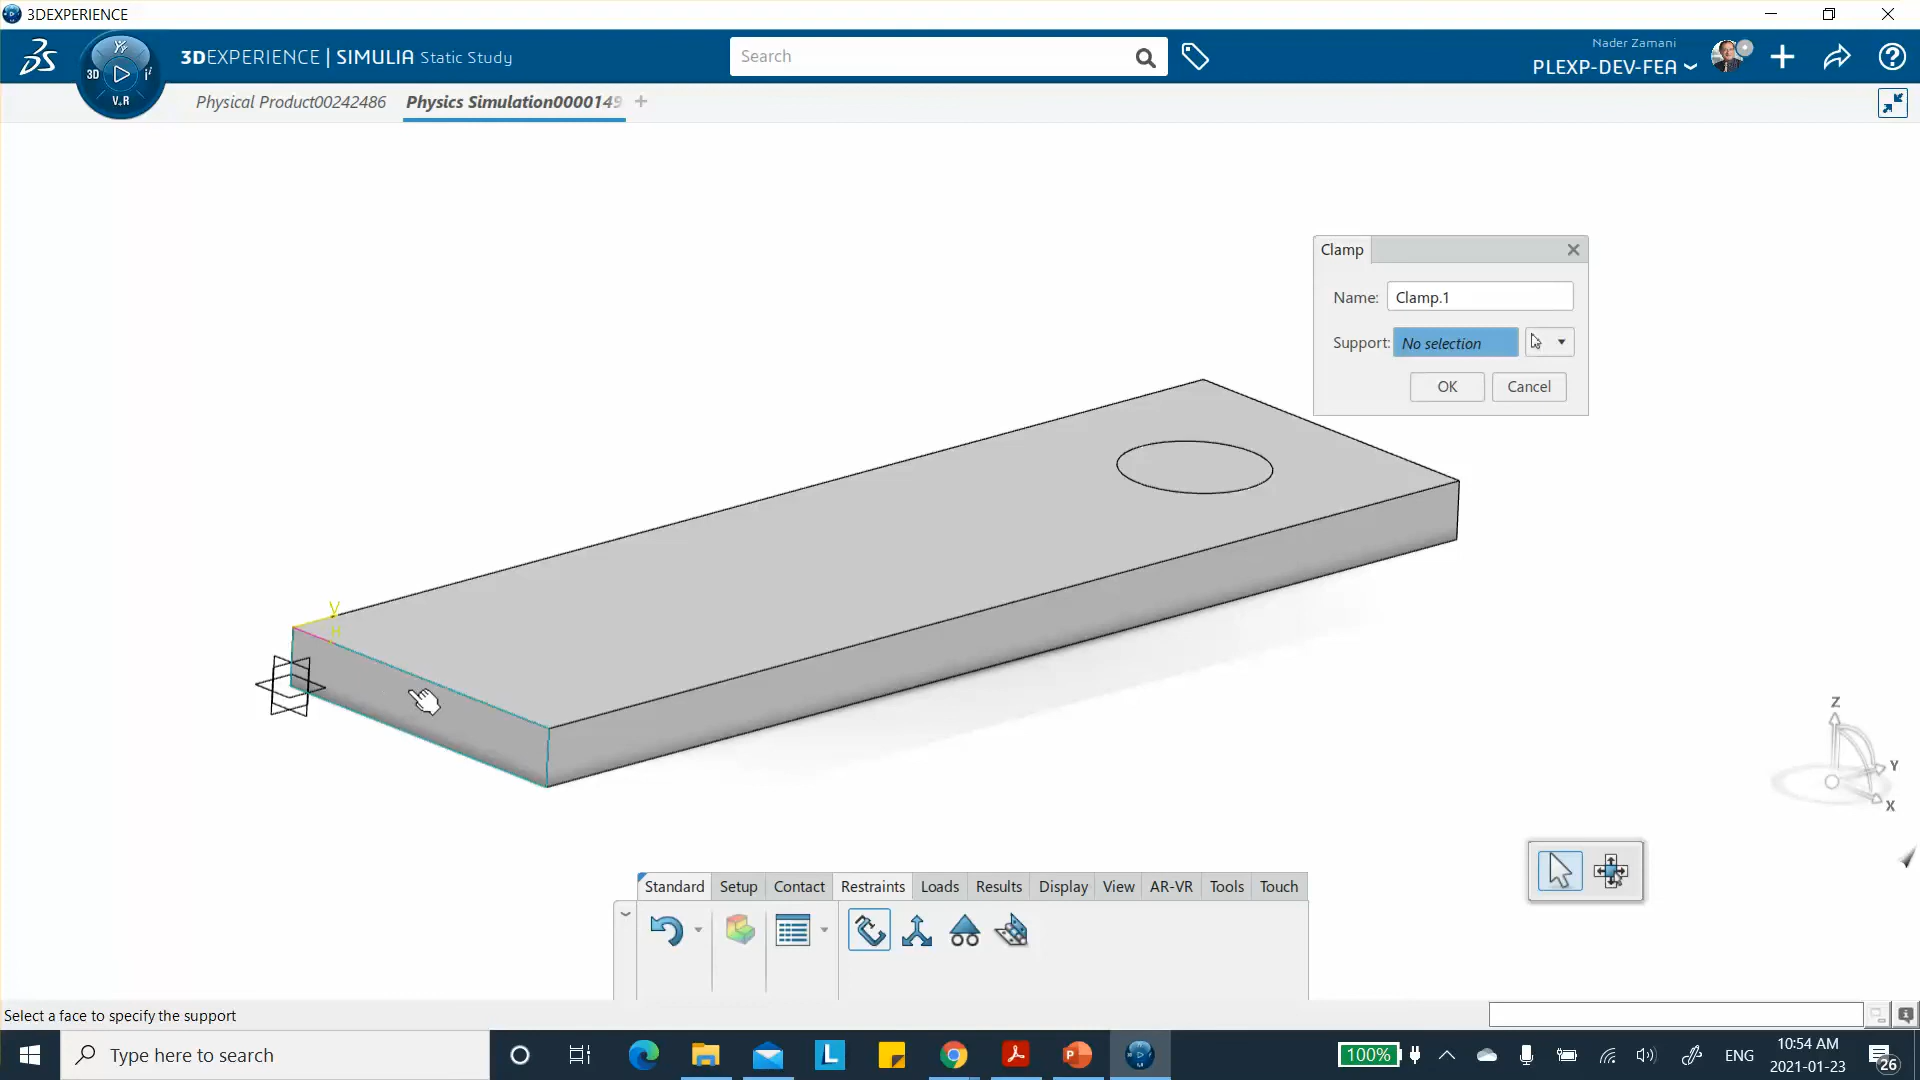 3DEXPERIENCE
3DEXPERIENCE | SIMULIA Static Study
3D
V.R
Search
Nader Zamani
PLEXP-DEV-FEA
Physical Product00242486
Physics Simulation0000149
Clamp
Name: Clamp.1
Support: No selection
OK
Cancel
V
H
Z
Y
X
Standard
Setup
Contact
Restraints
Loads
Results
Display
View
AR-VR
Tools
Touch
Select a face to specify the support
Type here to search
L
P
100%
ENG
10:54 AM
2021-01-23
26